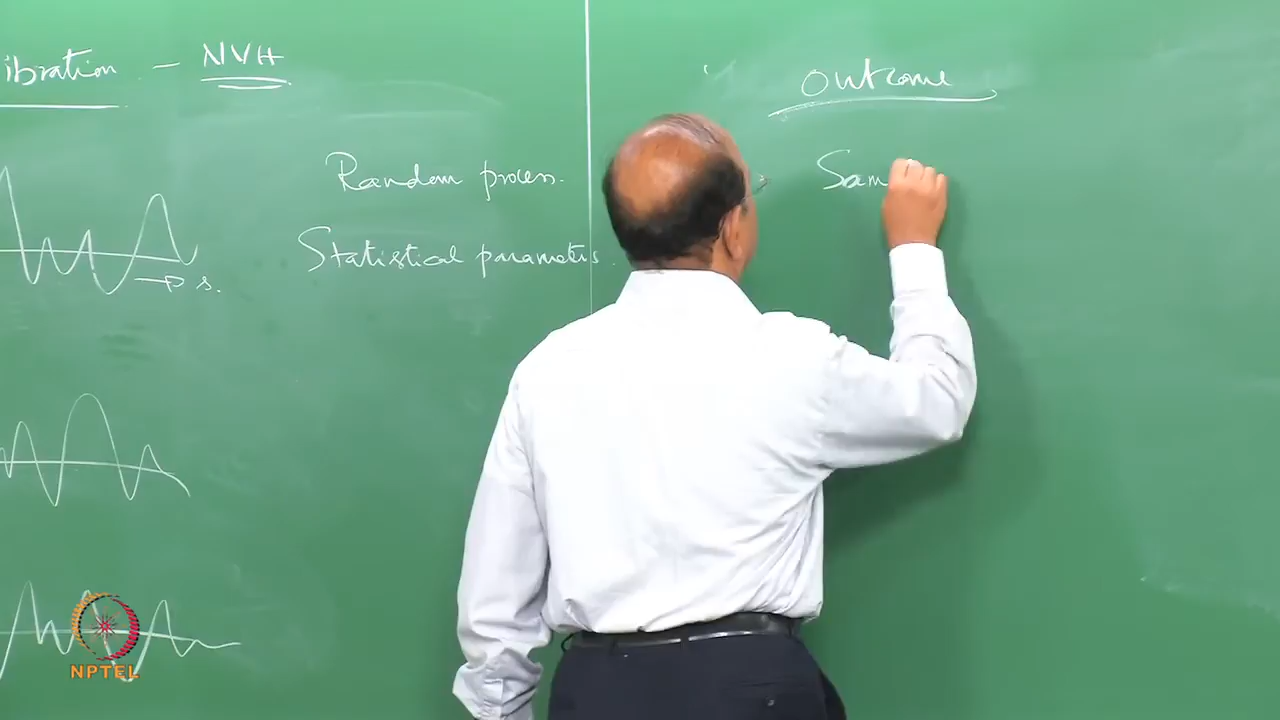 ibration - NVH
Random process.
Statistical parameters.
s.
Outcome
Sam
NPTEL